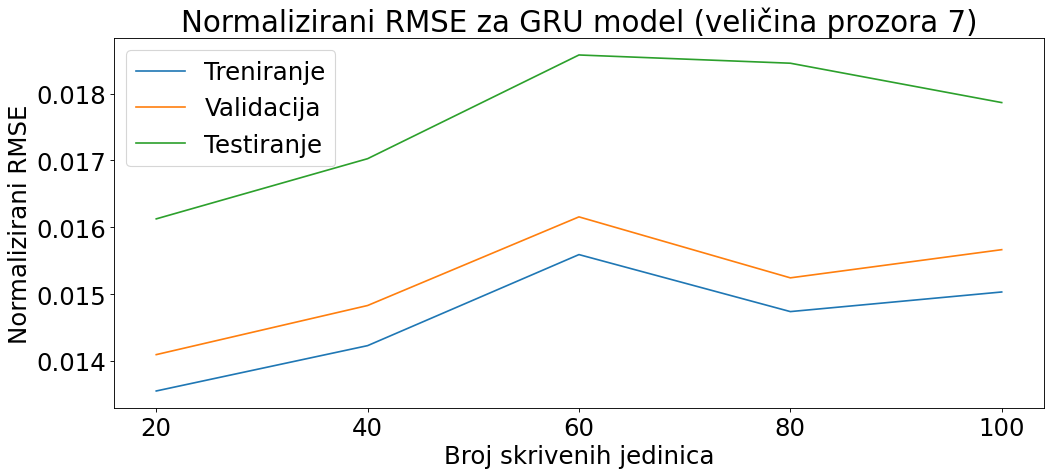 Normalizirani RMSE za GRU model (veličina prozora 7)
Treniranje
Validacija
Testiranje
Normalizirani RMSE
0.018
0.017
0.016
0.015
0.014
20 40 60 80 100
Broj skrivenih jedinica